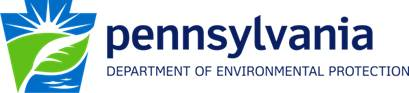 pennsylvania
DEPARTMENT OF ENVIRONMENTAL PROTECTION